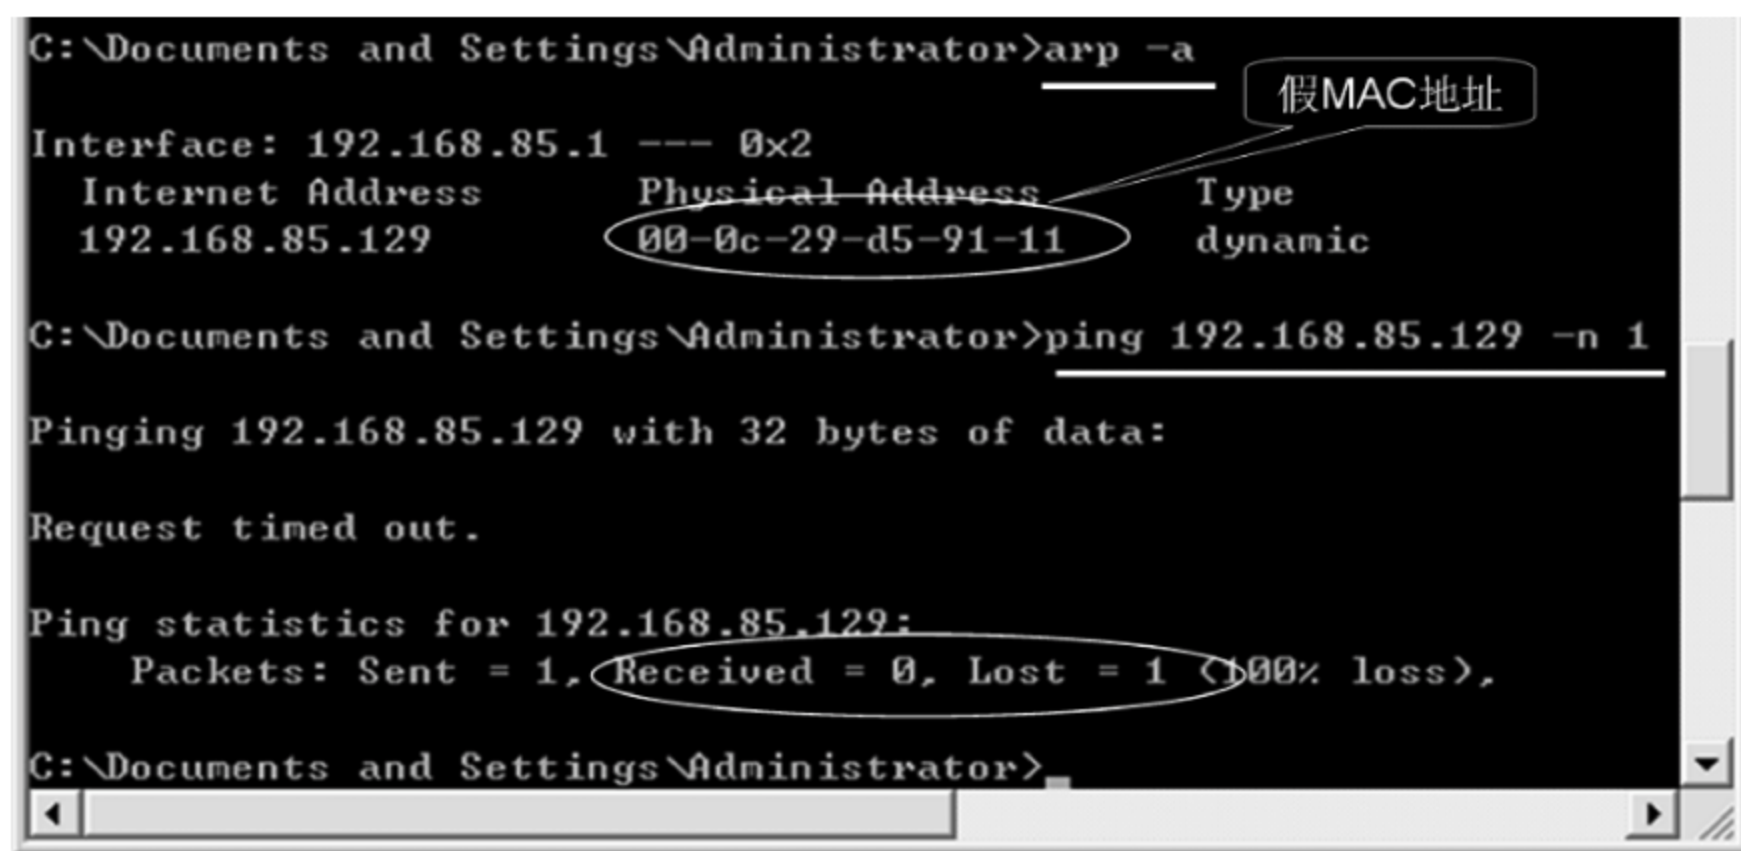 C:\Documents and Settings\Administrator>arp -a
假MAC地址
Interface: 192.168.85.1 --- 0x2
Internet Address Physical Address Type
192.168.85.129 00-0c-29-d5-91-11 dynamic
C:\Documents and Settings\Administrator>ping 192.168.85.129 -n 1
Pinging 192.168.85.129 with 32 bytes of data:
Request timed out.
Ping statistics for 192.168.85.129:
Packets: Sent = 1, Received = 0, Lost = 1 (100% loss),
C:\Documents and Settings\Administrator>_